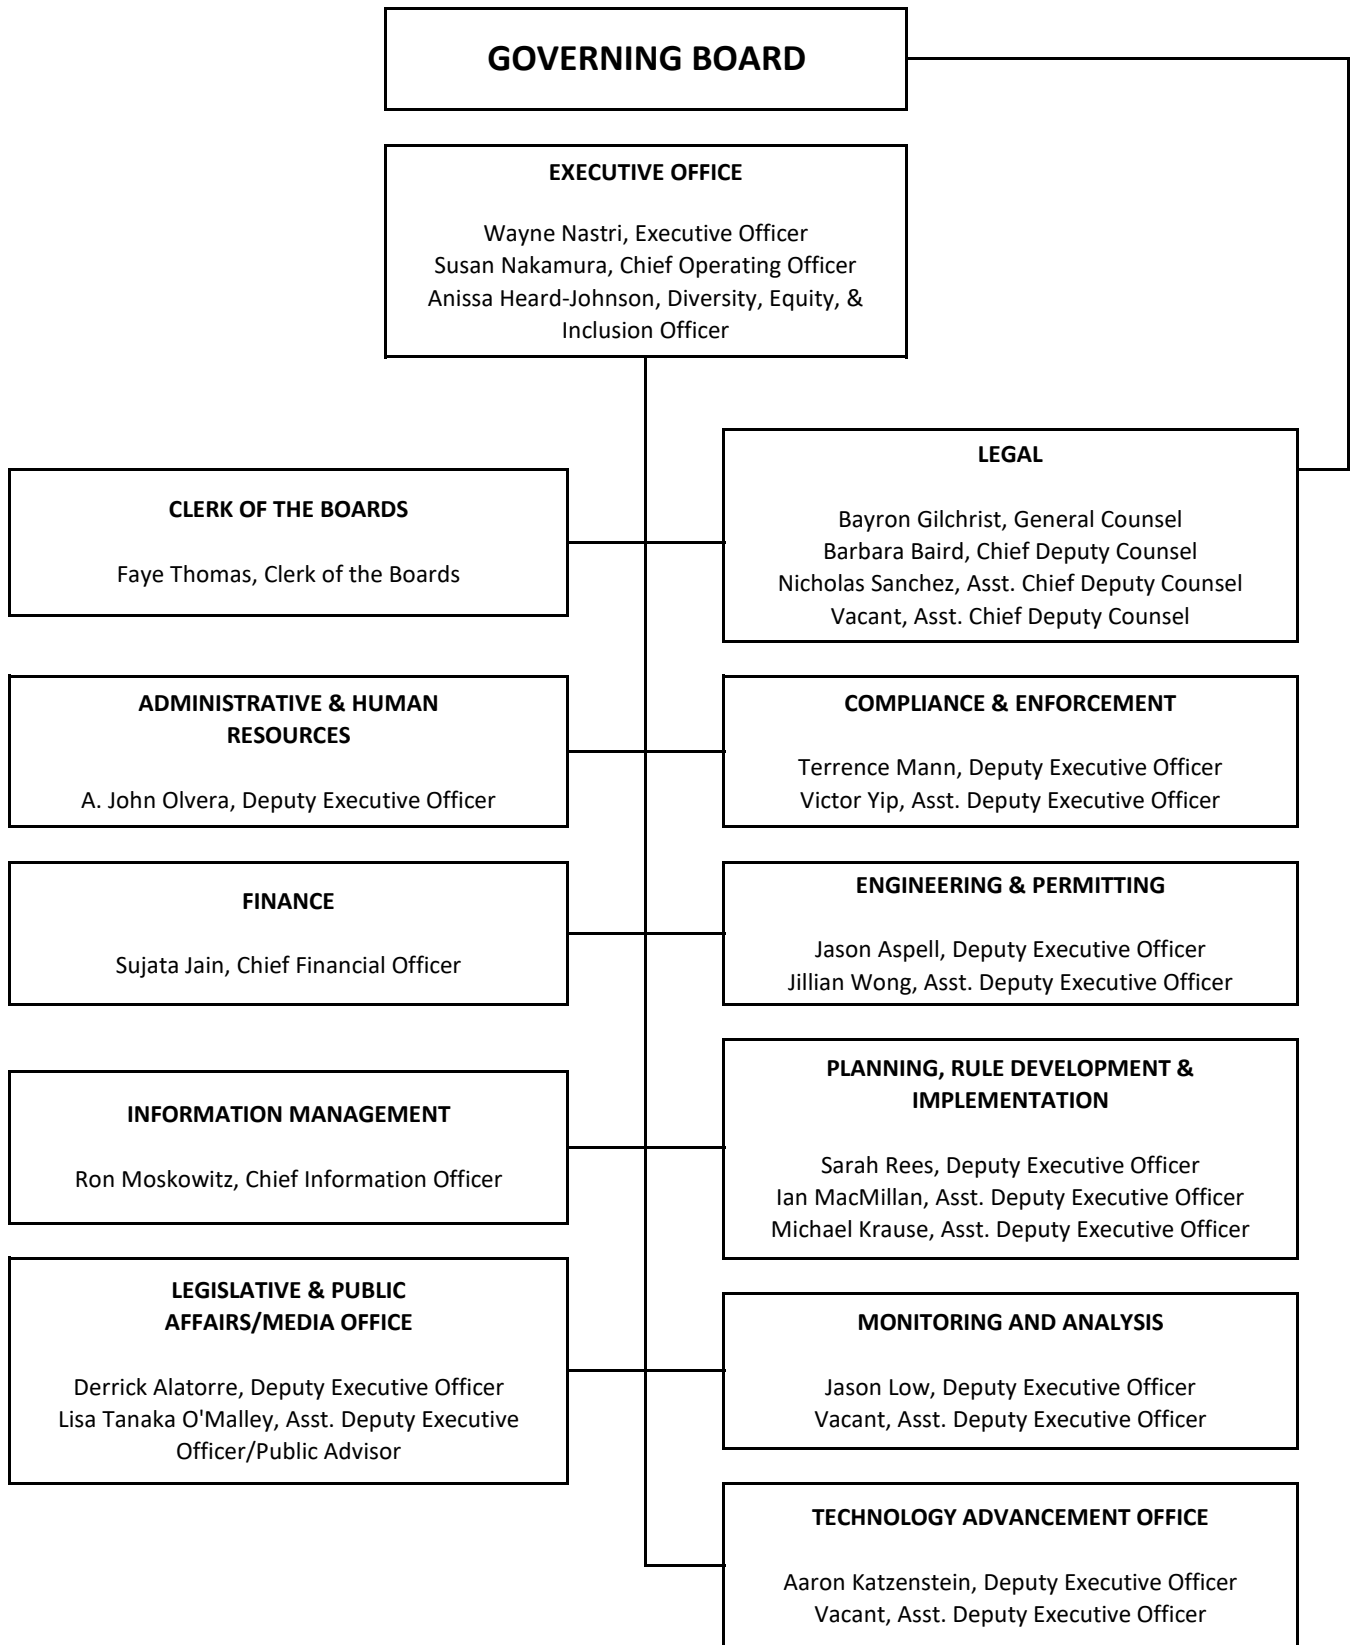 GOVERNING BOARD
EXECUTIVE OFFICE
Wayne Nastri, Executive Officer
Susan Nakamura, Chief Operating Officer
Anissa Heard-Johnson, Diversity, Equity, &
Inclusion Officer
CLERK OF THE BOARDS
Faye Thomas, Clerk of the Boards
LEGAL
Bayron Gilchrist, General Counsel
Barbara Baird, Chief Deputy Counsel
Nicholas Sanchez, Asst. Chief Deputy Counsel
Vacant, Asst. Chief Deputy Counsel
ADMINISTRATIVE & HUMAN
RESOURCES
A. John Olvera, Deputy Executive Officer
COMPLIANCE & ENFORCEMENT
Terrence Mann, Deputy Executive Officer
Victor Yip, Asst. Deputy Executive Officer
FINANCE
Sujata Jain, Chief Financial Officer
ENGINEERING & PERMITTING
Jason Aspell, Deputy Executive Officer
Jillian Wong, Asst. Deputy Executive Officer
INFORMATION MANAGEMENT
Ron Moskowitz, Chief Information Officer
PLANNING, RULE DEVELOPMENT &
IMPLEMENTATION
Sarah Rees, Deputy Executive Officer
Ian MacMillan, Asst. Deputy Executive Officer
Michael Krause, Asst. Deputy Executive Officer
LEGISLATIVE & PUBLIC
AFFAIRS/MEDIA OFFICE
Derrick Alatorre, Deputy Executive Officer
Lisa Tanaka O'Malley, Asst. Deputy Executive
Officer/Public Advisor
MONITORING AND ANALYSIS
Jason Low, Deputy Executive Officer
Vacant, Asst. Deputy Executive Officer
TECHNOLOGY ADVANCEMENT OFFICE
Aaron Katzenstein, Deputy Executive Officer
Vacant, Asst. Deputy Executive Officer